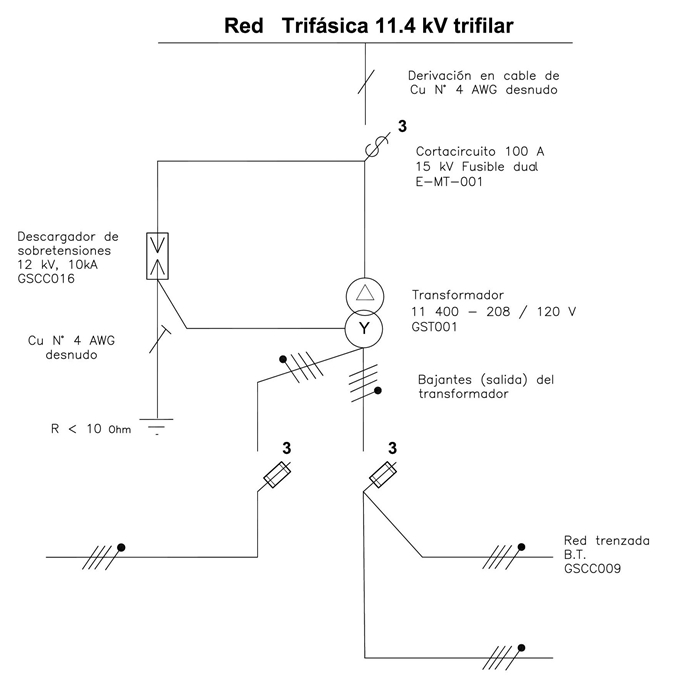 Red Trifásica 11.4 kV trifilar
Derivación en cable de
Cu N° 4 AWG desnudo
3
Cortacircuito 100 A
15 kV Fusible dual
E-MT-001
Descargador de
sobretensiones
12 kV, 10kA
GSCC016
Transformador
11 400 - 208 / 120 V
GST001
Y
Cu N° 4 AWG
desnudo
Bajantes (salida) del
transformador
R < 10 Ohm
3
3
Red trenzada
B.T.
GSCC009